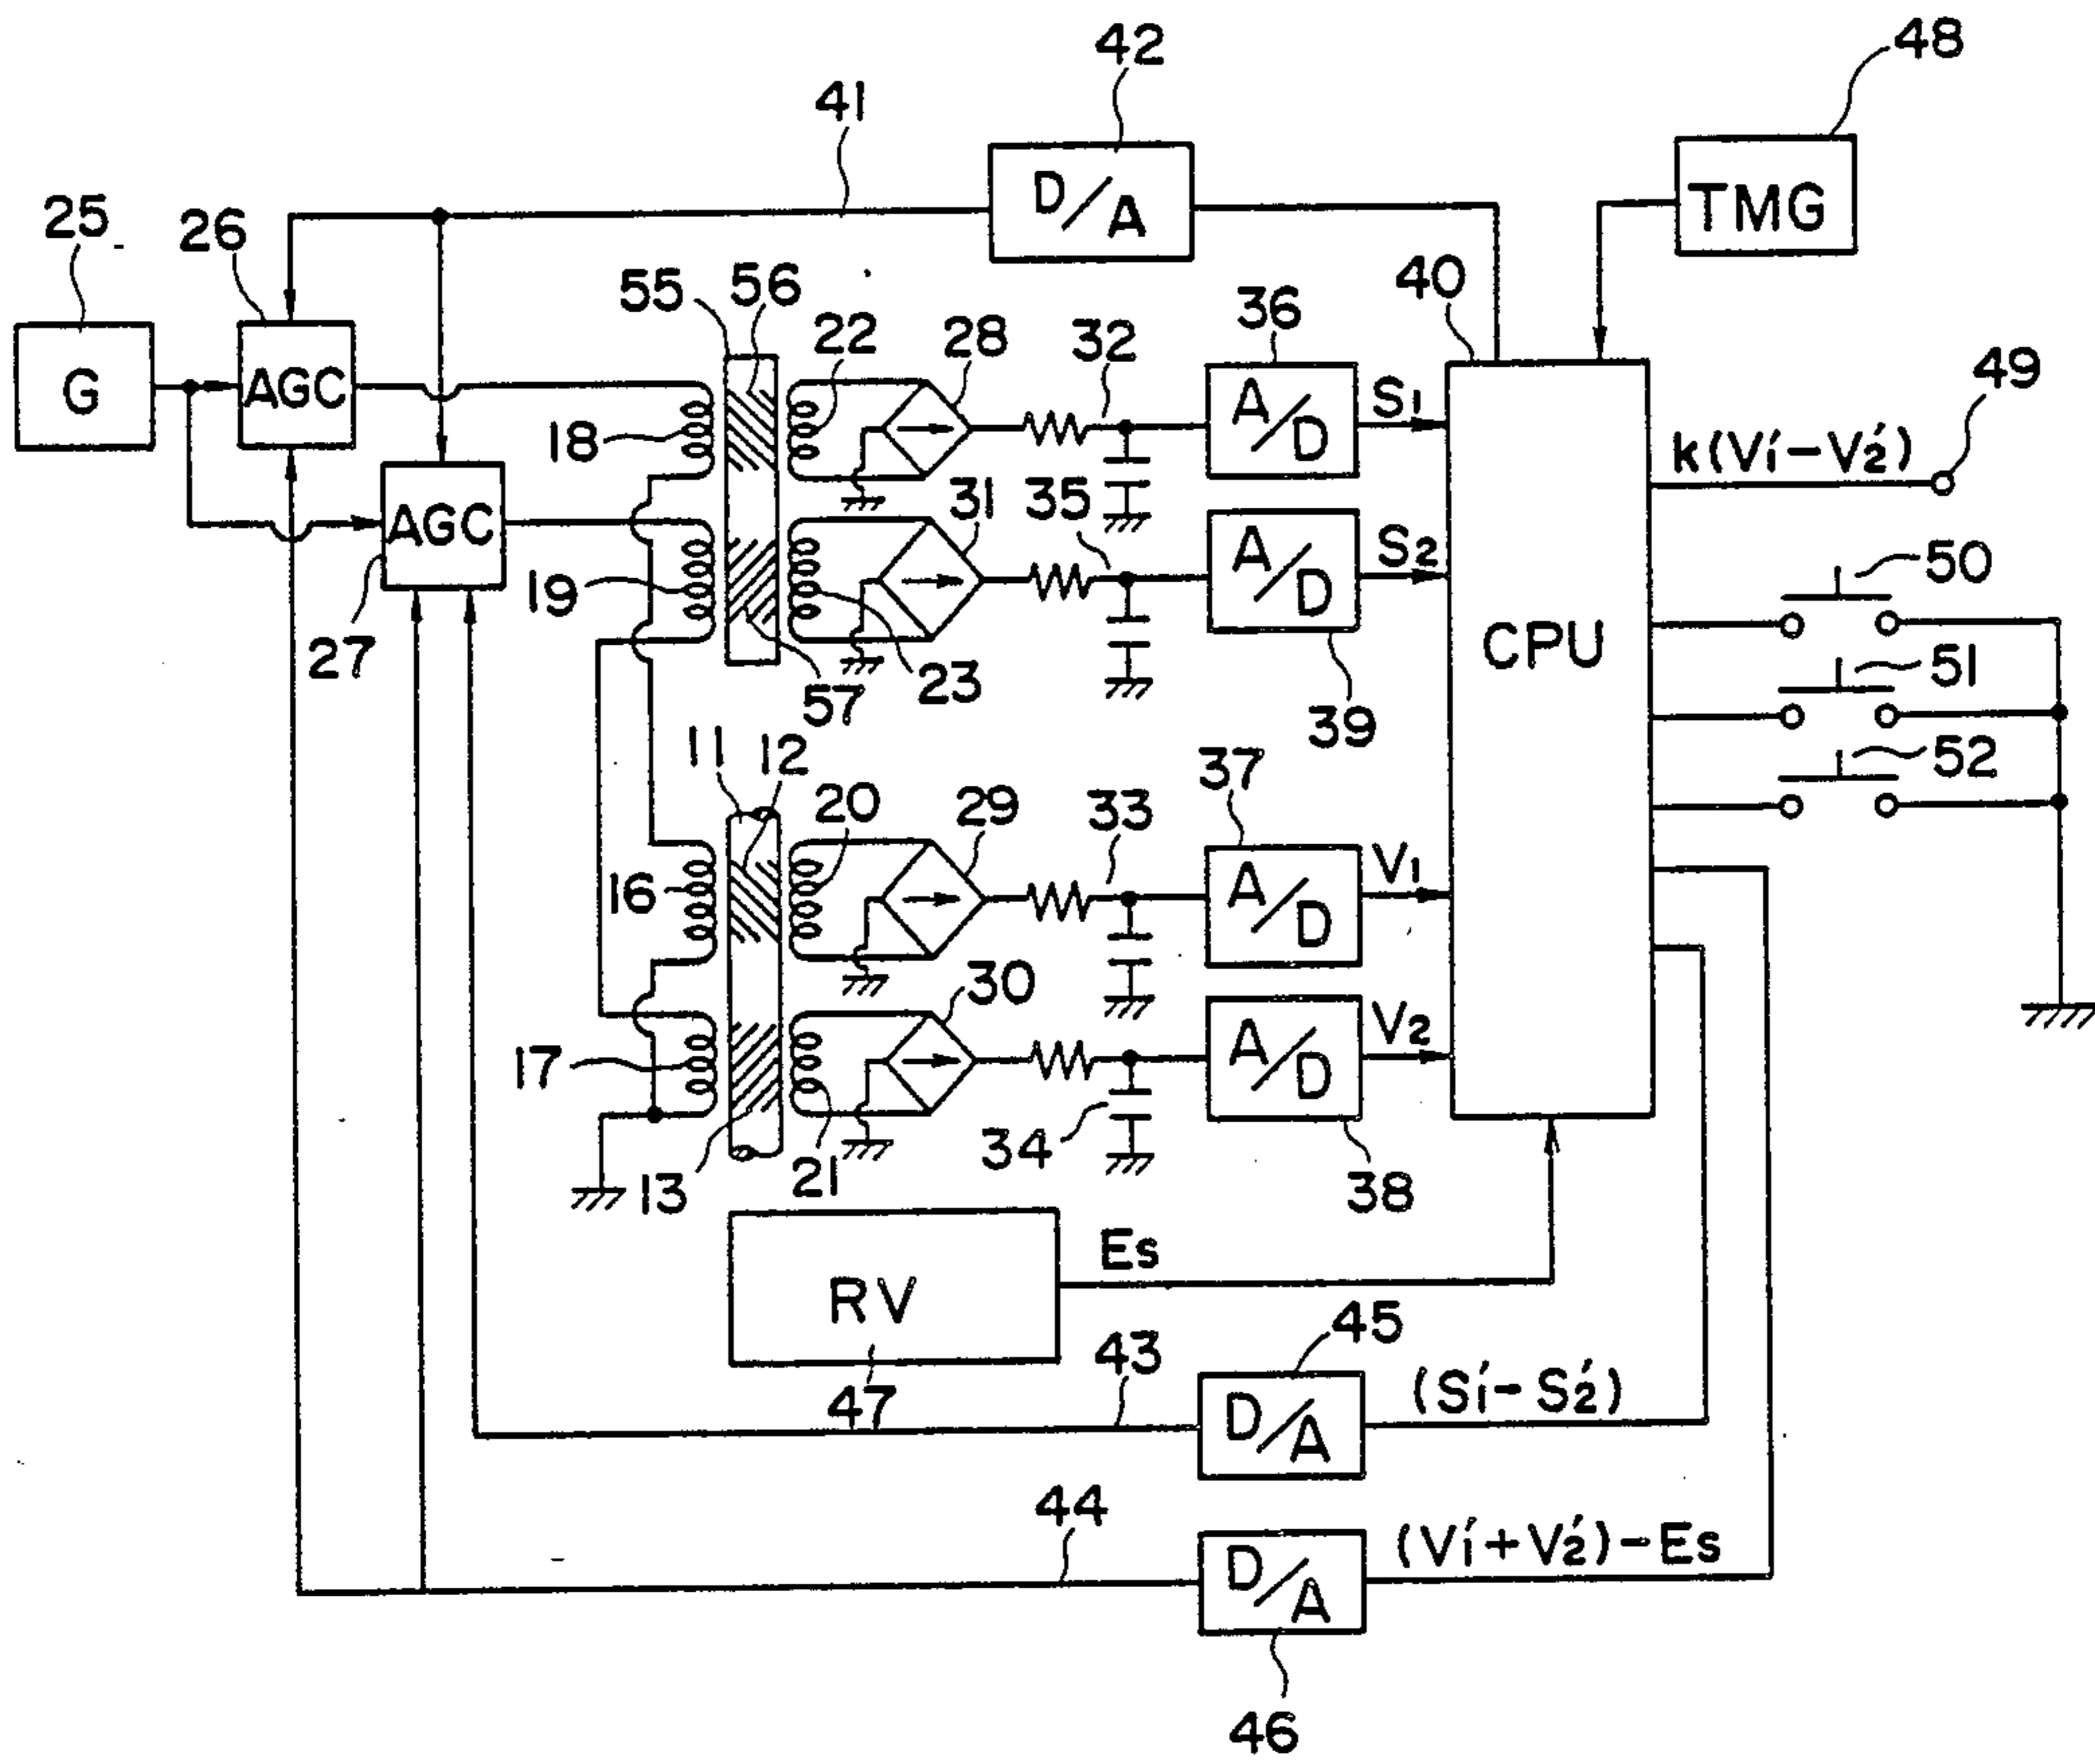 42
48
41
D/A
TMG
25
26
55
56
40
36
22
28
32
49
G
AGC
A/D
S1
18
k(V1′−V2′)
31
35
AGC
A/D
S2
50
19
CPU
27
23
51
57
39
11
12
37
52
20
29
33
16
A/D
V1
30
17
A/D
V2
34
13
21
38
Es
RV
45
43
(S1′−S2′)
47
D/A
44
(V1′+V2′)−Es
D/A
46